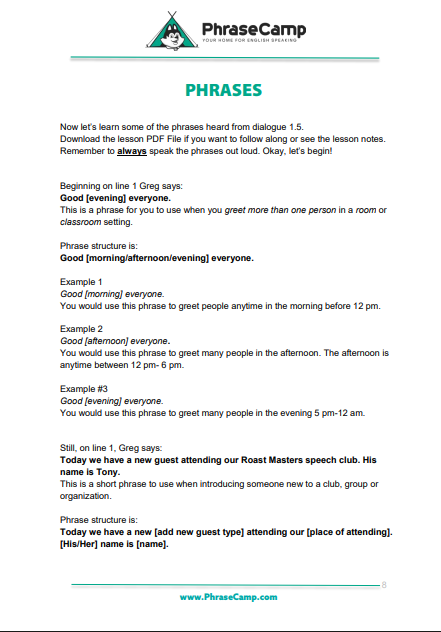 PhraseCamp
YOUR HOME FOR ENGLISH SPEAKING
PHRASES
Now let's learn some of the phrases heard from dialogue 1.5.
Download the lesson PDF File if you want to follow along or see the lesson notes.
Remember to always speak the phrases out loud. Okay, let's begin!
Beginning on line 1 Greg says:
Good [evening] everyone.
This is a phrase for you to use when you greet more than one person in a room or
classroom setting.
Phrase structure is:
Good [morning/afternoon/evening] everyone.
Example 1
Good [morning] everyone.
You would use this phrase to greet people anytime in the morning before 12 pm.
Example 2
Good [afternoon] everyone.
You would use this phrase to greet many people in the afternoon. The afternoon is
anytime between 12 pm- 6 pm.
Example #3
Good [evening] everyone.
You would use this phrase to greet many people in the evening 5 pm-12 am.
Still, on line 1, Greg says:
Today we have a new guest attending our Roast Masters speech club. His
name is Tony.
This is a short phrase to use when introducing someone new to a club, group or
organization.
Phrase structure is:
Today we have a new [add new guest type] attending our [place of attending].
[His/Her] name is [name].
8
www.PhraseCamp.com